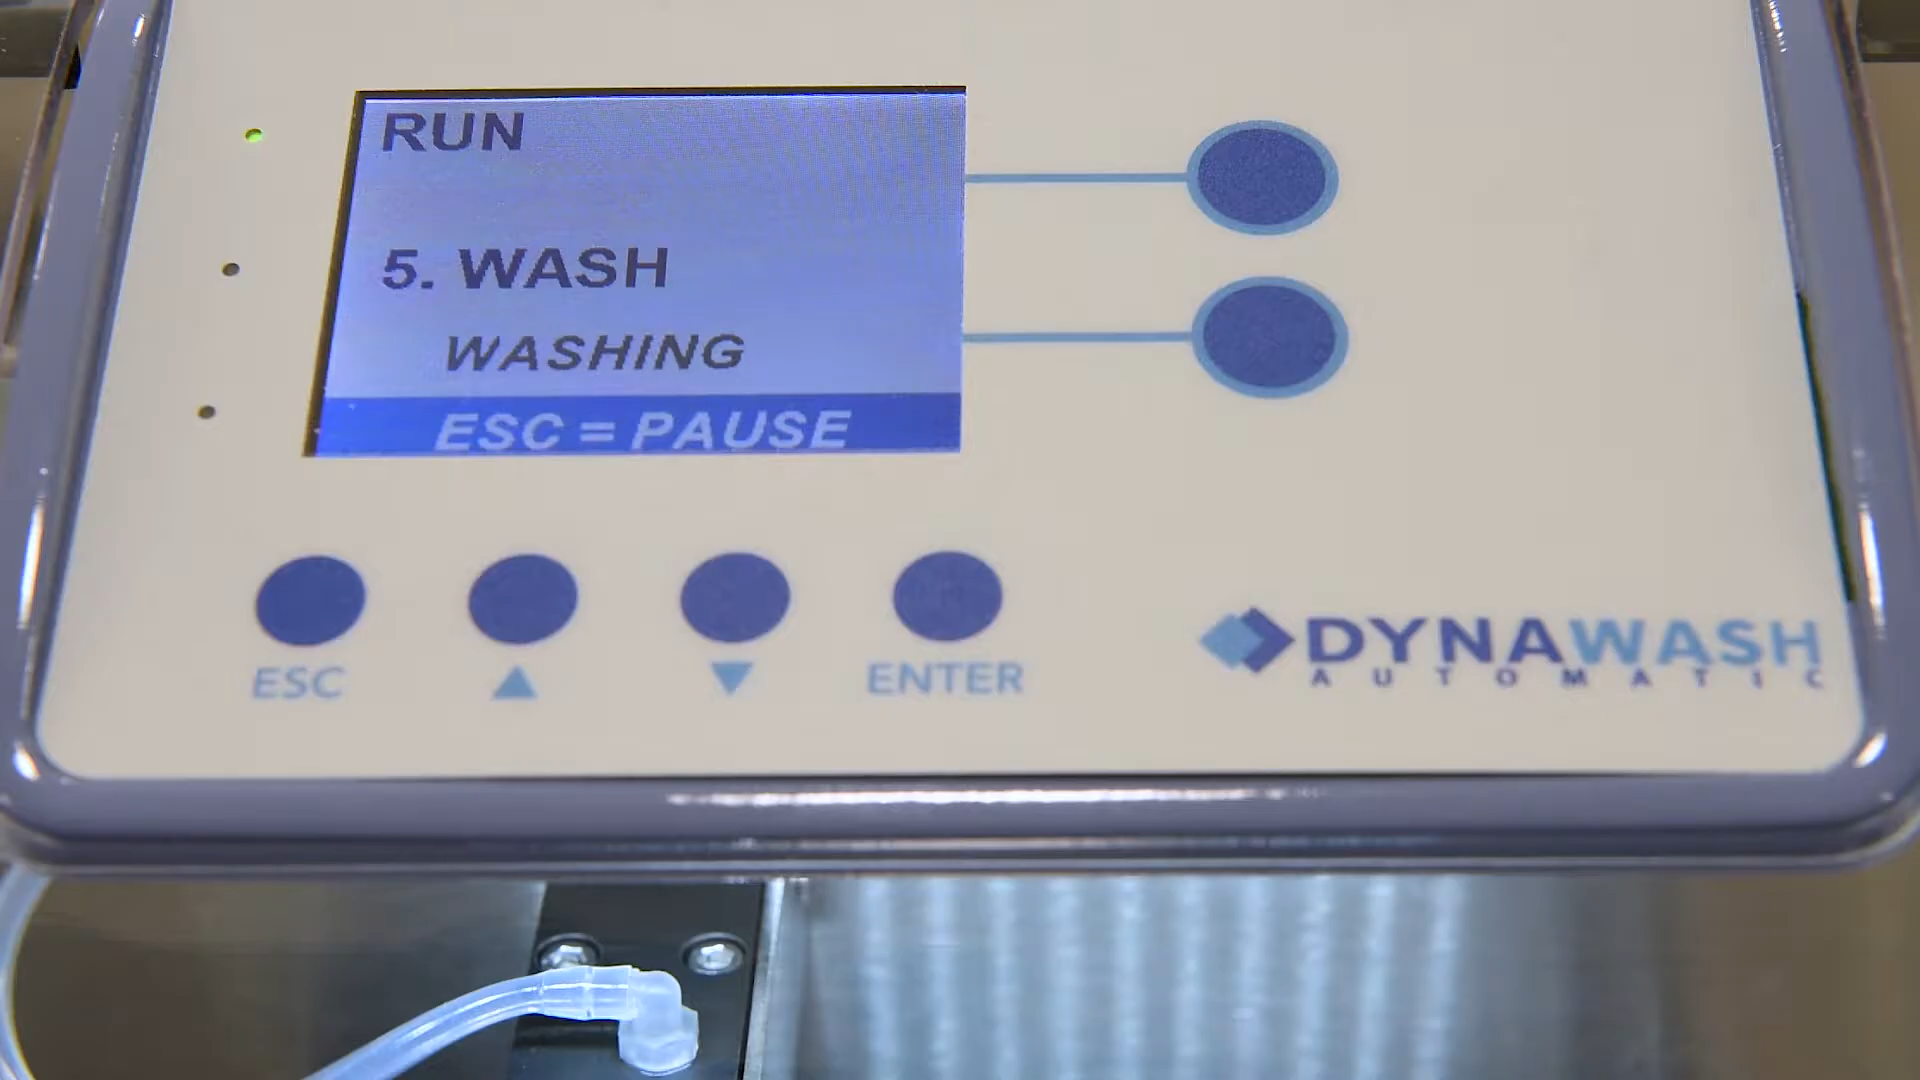 RUN
5. WASH
WASHING
ESC = PAUSE
ESC ▲ ▼ ENTER
DYNAWASH
AUTOMATIC